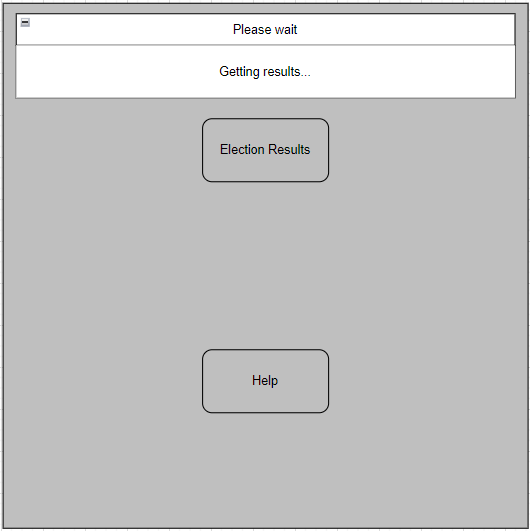 Please wait
Getting results...
Election Results
Help